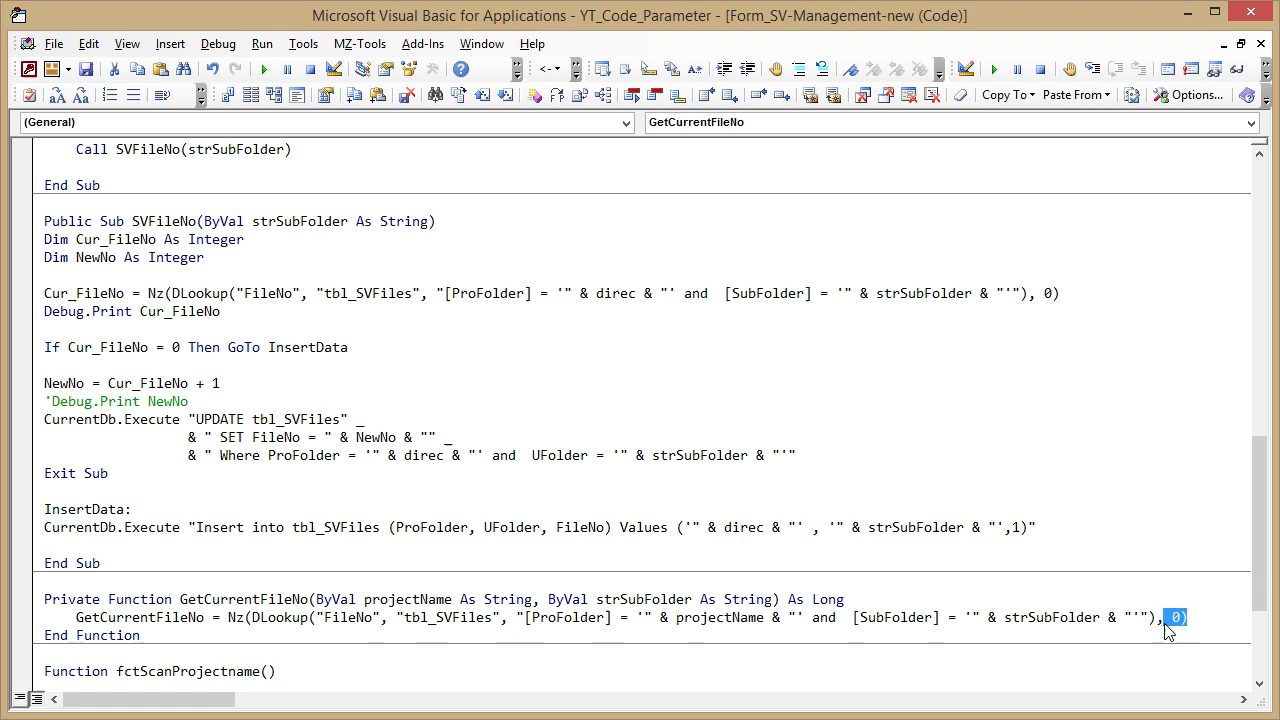 Microsoft Visual Basic for Applications - YT_Code_Parameter - [Form_SV-Management-new (Code)]
File Edit View Insert Format Debug Run Tools MZ-Tools Add-Ins Window Help
Copy To Paste From Options...
(General) GetCurrentFileNo
Call SVFileNo(strSubFolder)
End Sub
Public Sub SVFileNo(ByVal strSubFolder As String)
Dim Cur_FileNo As Integer
Dim NewNo As Integer
Cur_FileNo = Nz(DLookup("FileNo", "tbl_SVFiles", "[ProFolder] = '" & direc & "' and  [SubFolder] = '" & strSubFolder & "'"), 0)
Debug.Print Cur_FileNo
If Cur_FileNo = 0 Then GoTo InsertData
NewNo = Cur_FileNo + 1
'Debug.Print NewNo
CurrentDb.Execute "UPDATE tbl_SVFiles" _
& " SET FileNo = " & NewNo & "" _
& " Where ProFolder = '" & direc & "' and  UFolder = '" & strSubFolder & "'"
Exit Sub
InsertData:
CurrentDb.Execute "Insert into tbl_SVFiles (ProFolder, UFolder, FileNo) Values ('" & direc & "' , '" & strSubFolder & "',1)"
End Sub
Private Function GetCurrentFileNo(ByVal projectName As String, ByVal strSubFolder As String) As Long
GetCurrentFileNo = Nz(DLookup("FileNo", "tbl_SVFiles", "[ProFolder] = '" & projectName & "' and  [SubFolder] = '" & strSubFolder & "'"), 0)
End Function
Function fctScanProjectname()